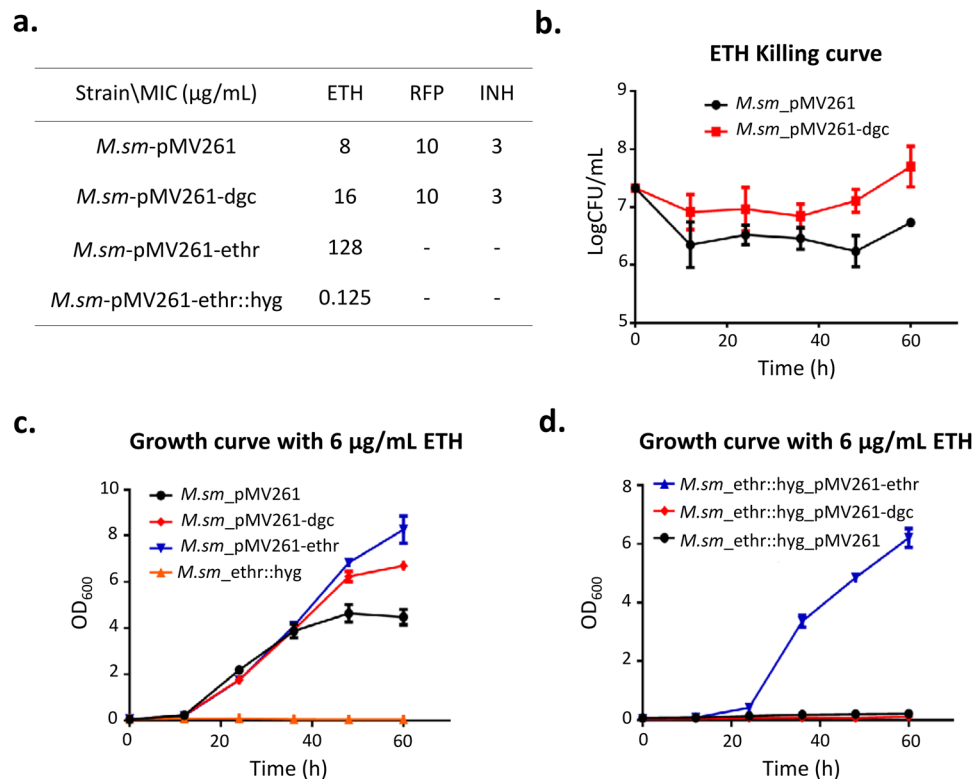 a.
Strain\MIC (μg/mL) ETH RFP INH
M.sm-pMV261 8 10 3
M.sm-pMV261-dgc 16 10 3
M.sm-pMV261-ethr 128 - -
M.sm-pMV261-ethr::hyg 0.125 - -
b.
ETH Killing curve
M.sm_pMV261
M.sm_pMV261-dgc
LogCFU/mL
9
8
7
6
5
0 20 40 60
Time (h)
c.
Growth curve with 6 μg/mL ETH
M.sm_pMV261
M.sm_pMV261-dgc
M.sm_pMV261-ethr
M.sm_ethr::hyg
OD600
10
8
6
4
2
0
0 20 40 60
Time (h)
d.
Growth curve with 6 μg/mL ETH
M.sm_ethr::hyg_pMV261-ethr
M.sm_ethr::hyg_pMV261-dgc
M.sm_ethr::hyg_pMV261
OD600
8
6
4
2
0
0 20 40 60
Time (h)